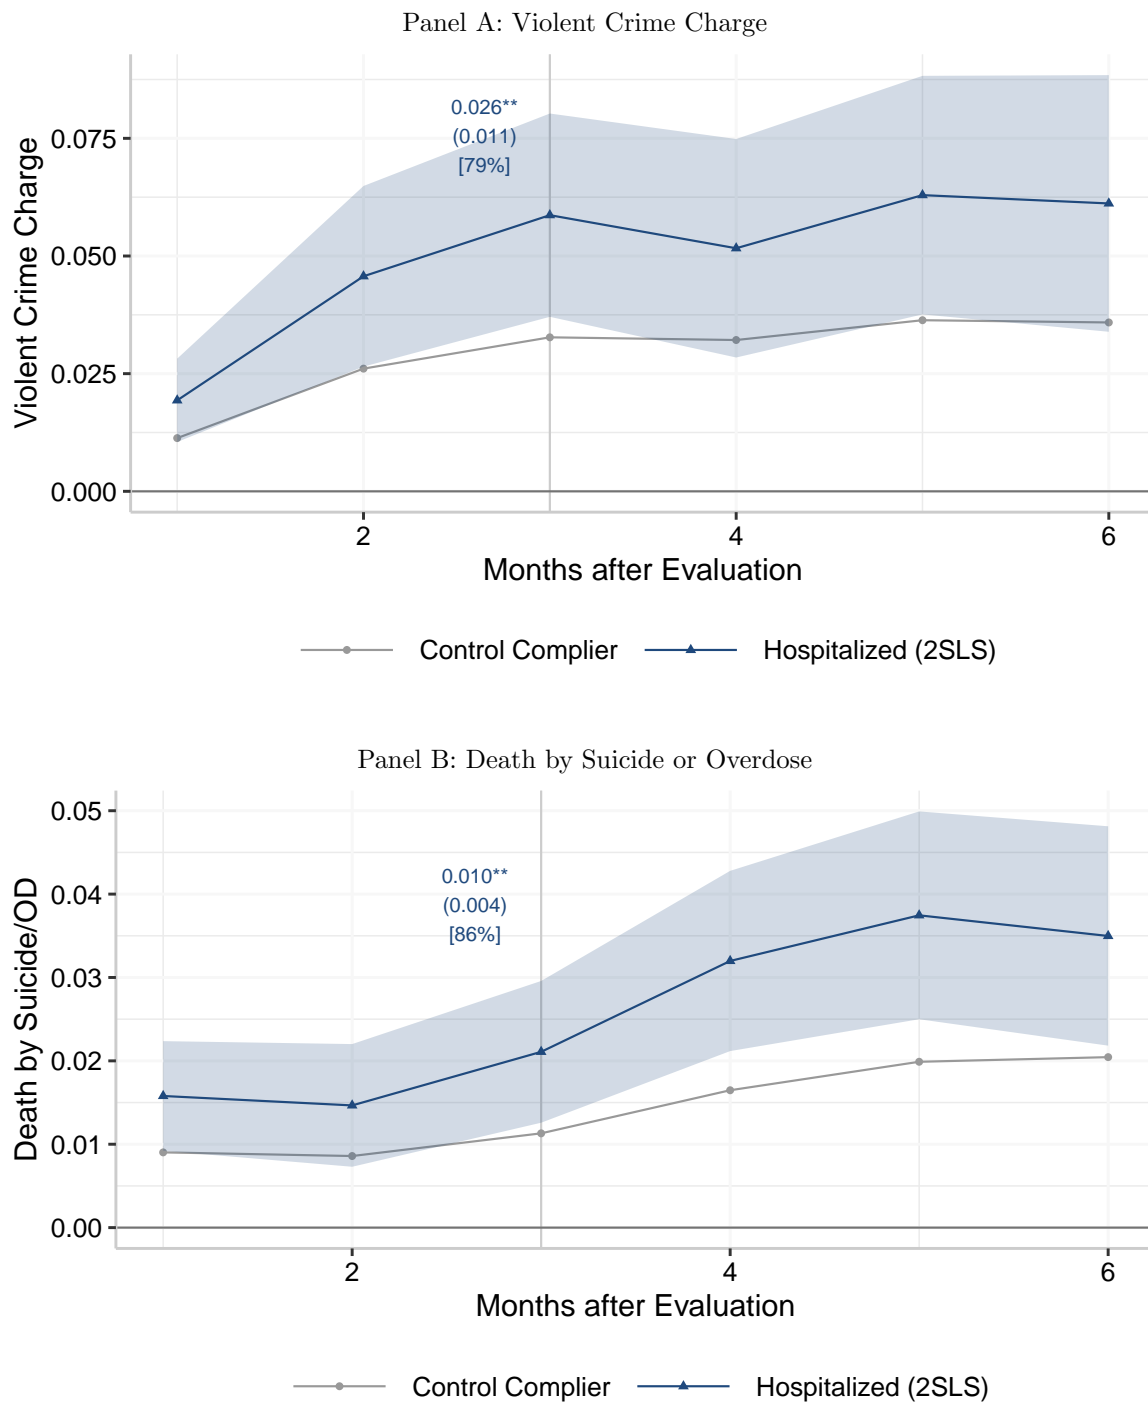 Panel A: Violent Crime Charge
0.026**
(0.011)
[79%]
0.075
0.050
0.025
0.000
Violent Crime Charge
2 4 6
Months after Evaluation
Control Complier Hospitalized (2SLS)
Panel B: Death by Suicide or Overdose
0.010**
(0.004)
[86%]
0.05
0.04
0.03
0.02
0.01
0.00
Death by Suicide/OD
2 4 6
Months after Evaluation
Control Complier Hospitalized (2SLS)